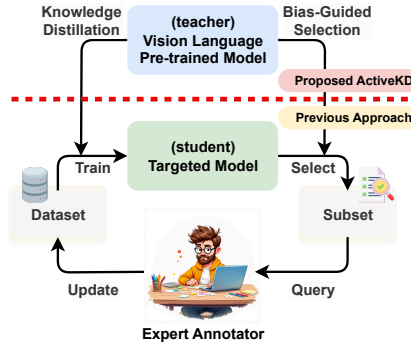 Knowledge
Distillation
(teacher)
Vision Language
Pre-trained Model
Bias-Guided
Selection
Proposed ActiveKD
Previous Approach
(student)
Targeted Model
Train
Select
Dataset
Subset
Update
Query
Expert Annotator